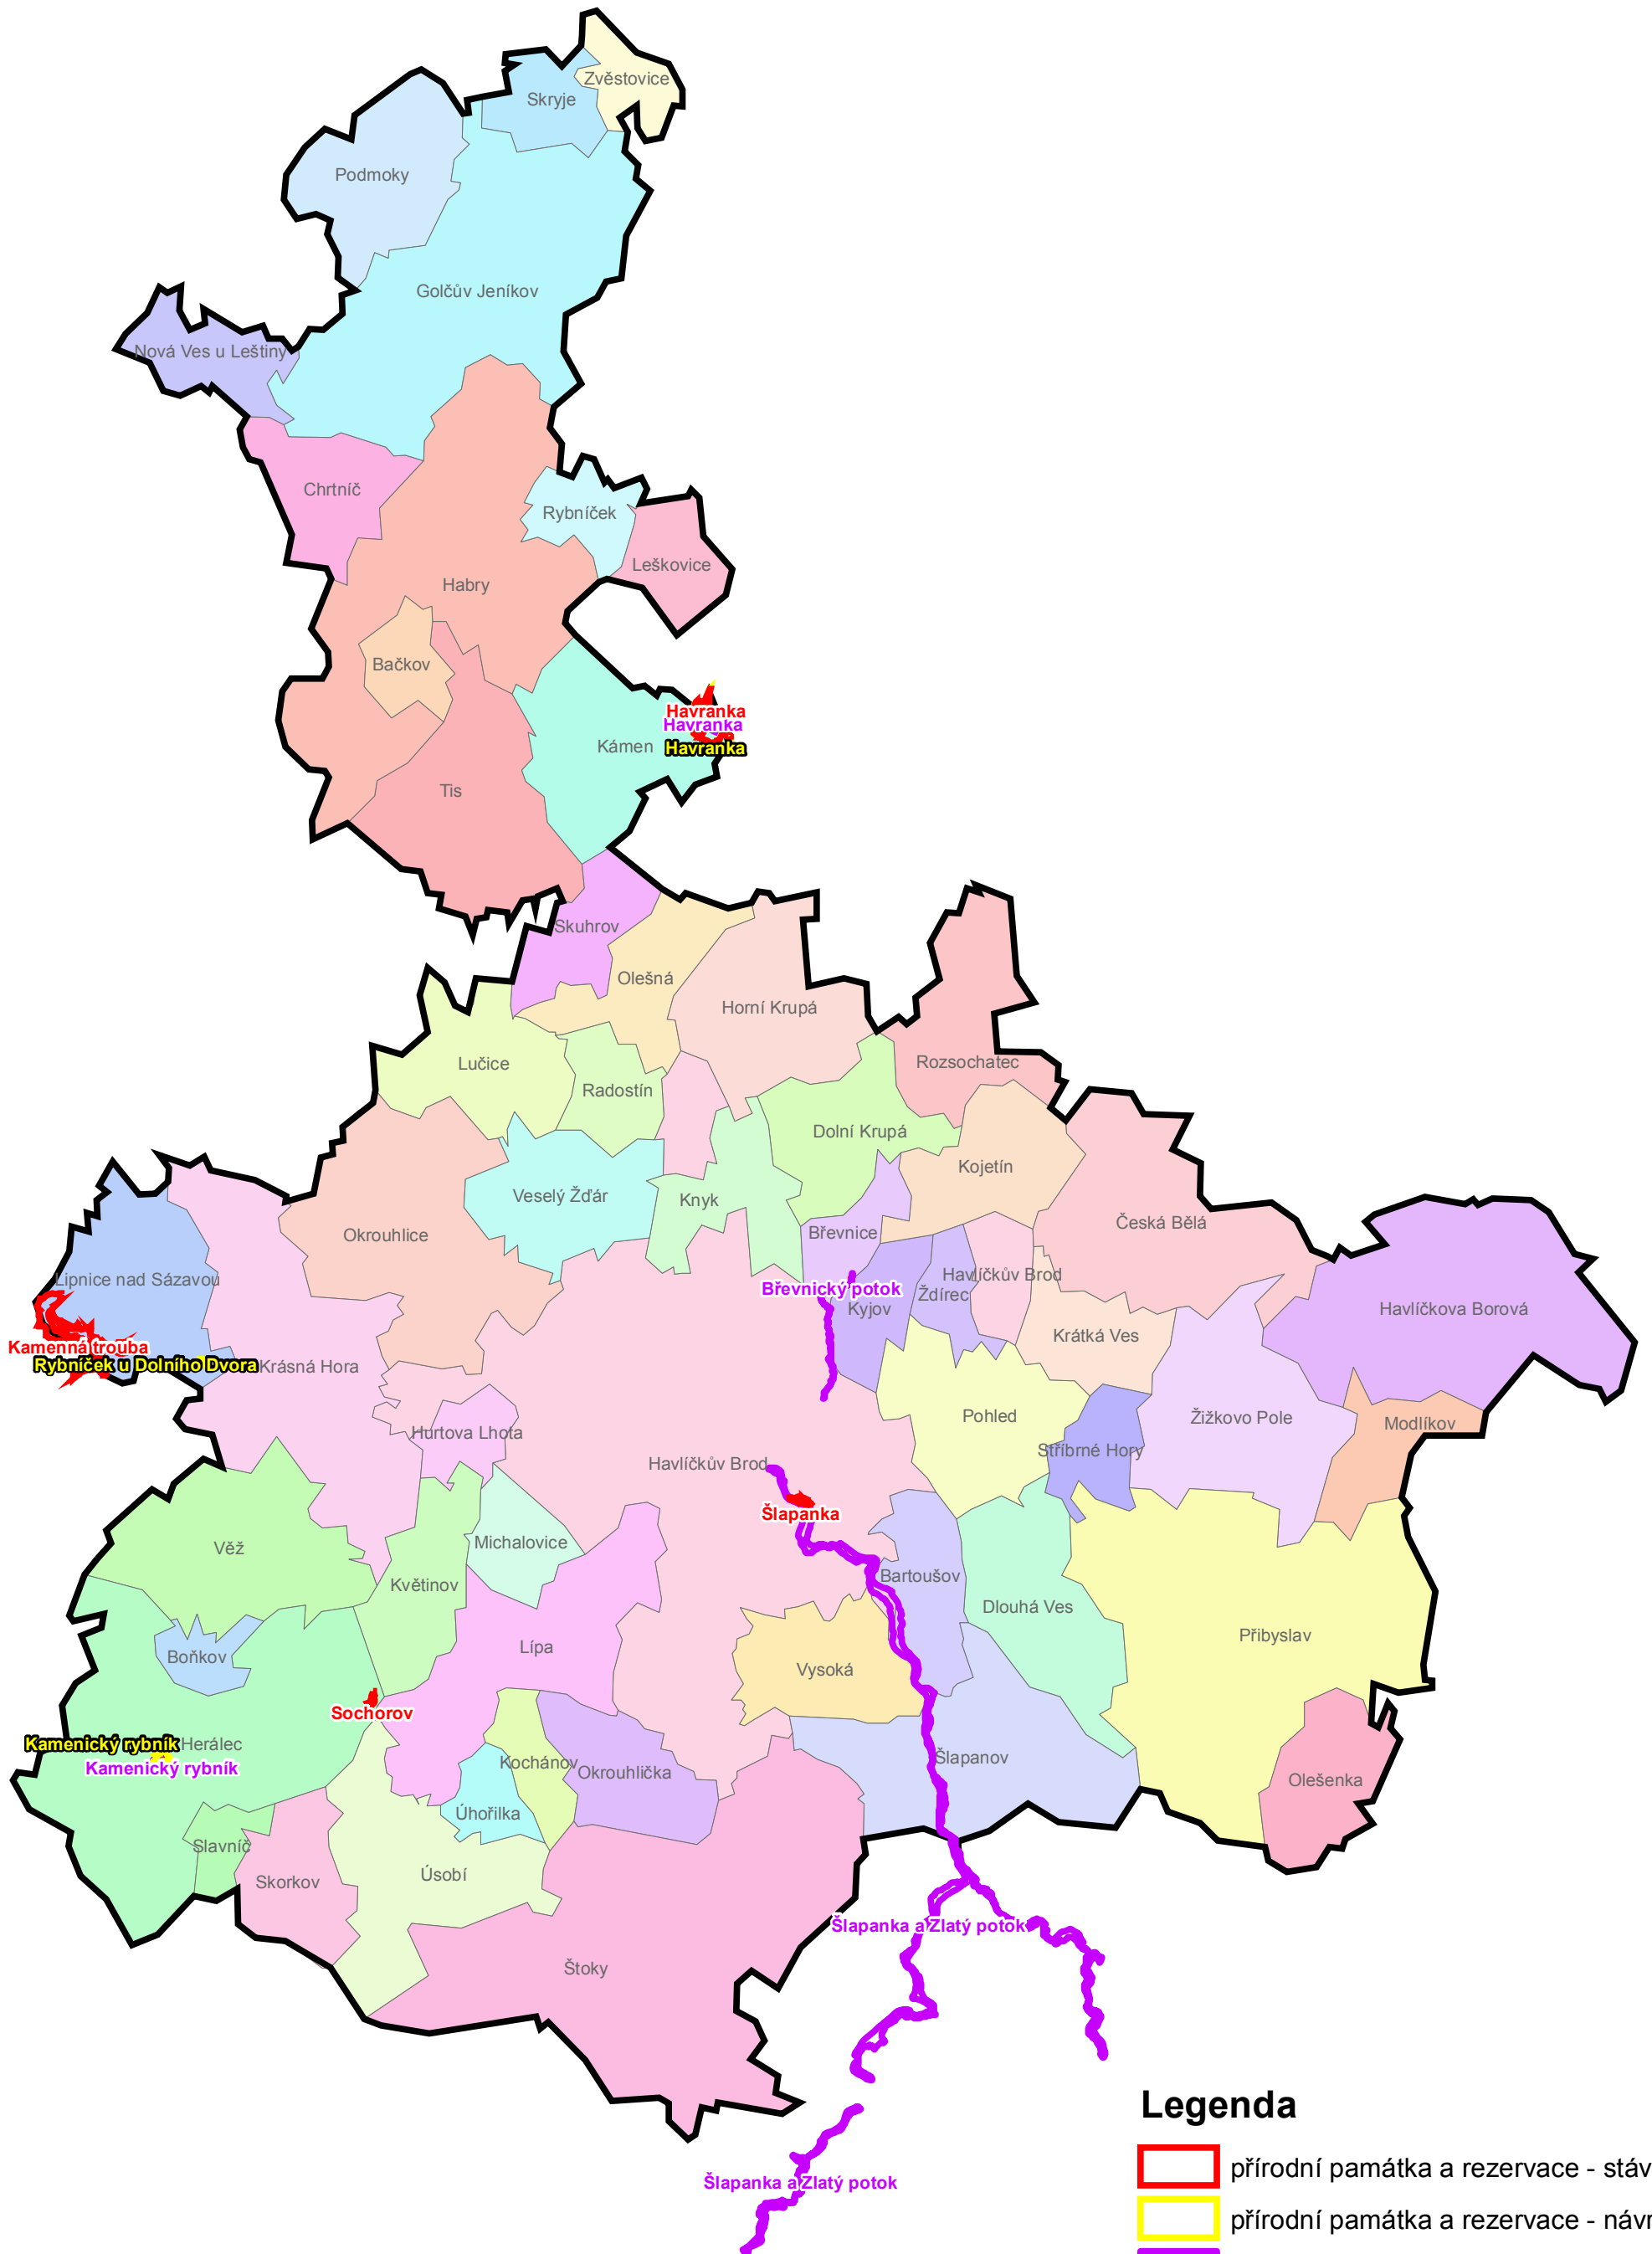 Zvěstovice
Skryje
Podmoky
Golčův Jeníkov
Nová Ves u Leštiny
Chrtníč
Rybníček
Leškovice
Habry
Bačkov
Havranka
Havranka
Havranka
Kámen
Tis
Skuhrov
Olešná
Horní Krupá
Lučice
Rozsochatec
Radostín
Dolní Krupá
Kojetín
Veselý Žďár
Knyk
Česká Bělá
Okrouhlice
Břevnice
Lipnice nad Sázavou
Havlíčkův Brod
Břevnický potok
Ždírec
Kyjov
Havlíčkova Borová
Krátká Ves
Kamenná trouba
Rybníček u Dolního Dvora
Krásná Hora
Pohled
Žižkovo Pole
Modlíkov
Hurtova Lhota
Stříbrné Hory
Havlíčkův Brod
Šlapanka
Michalovice
Věž
Květinov
Bartoušov
Dlouhá Ves
Přibyslav
Lípa
Boňkov
Vysoká
Sochorov
Kamenický rybník
Herálec
Kamenický rybník
Kochánov
Okrouhlička
Šlapanov
Olešenka
Úhořilka
Slavníč
Skorkov
Úsobí
Šlapanka a Zlatý potok
Štoky
Šlapanka a Zlatý potok
Legenda
přírodní památka a rezervace - stáv
přírodní památka a rezervace - návr